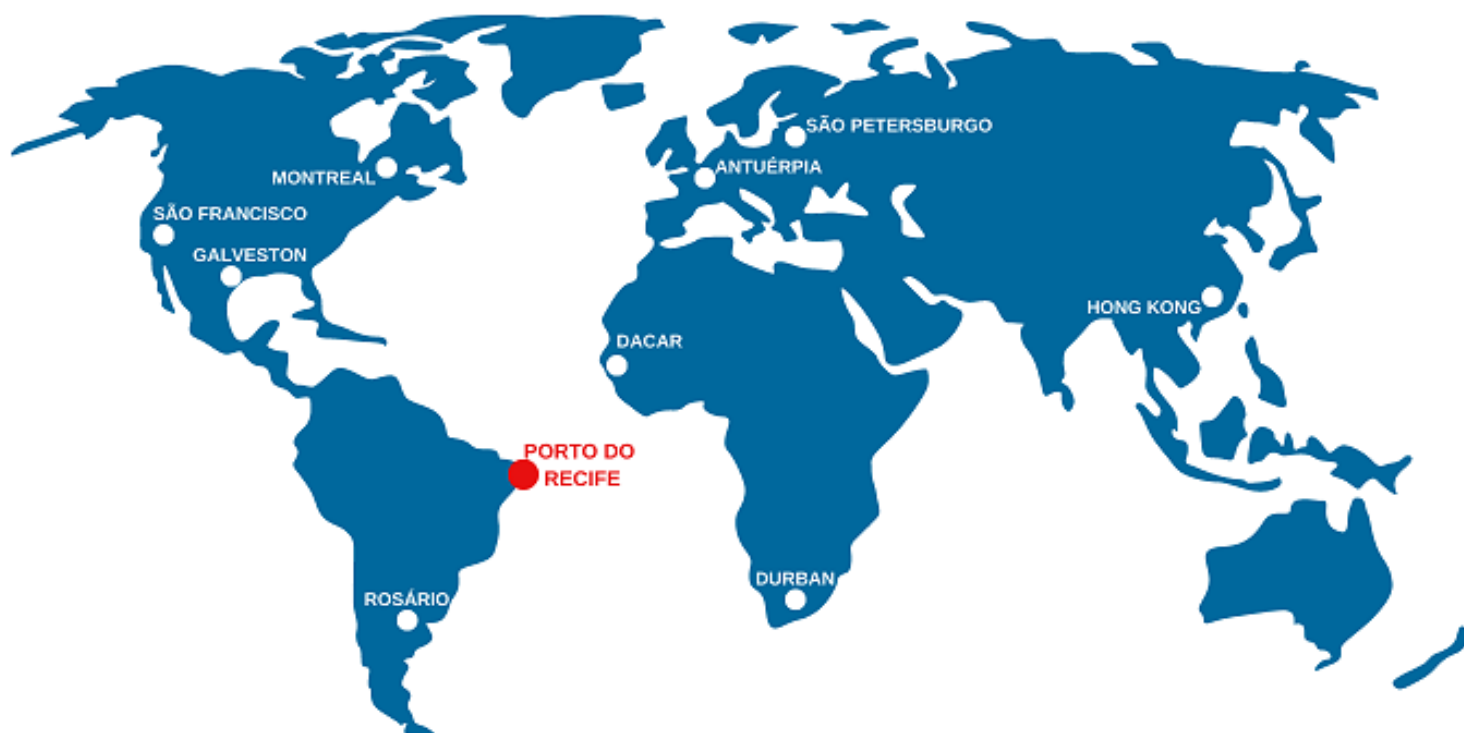 SÃO PETERSBURGO
ANTUÉRPIA
MONTREAL
SÃO FRANCISCO
GALVESTON
HONG KONG
DACAR
PORTO DO
RECIFE
DURBAN
ROSÁRIO